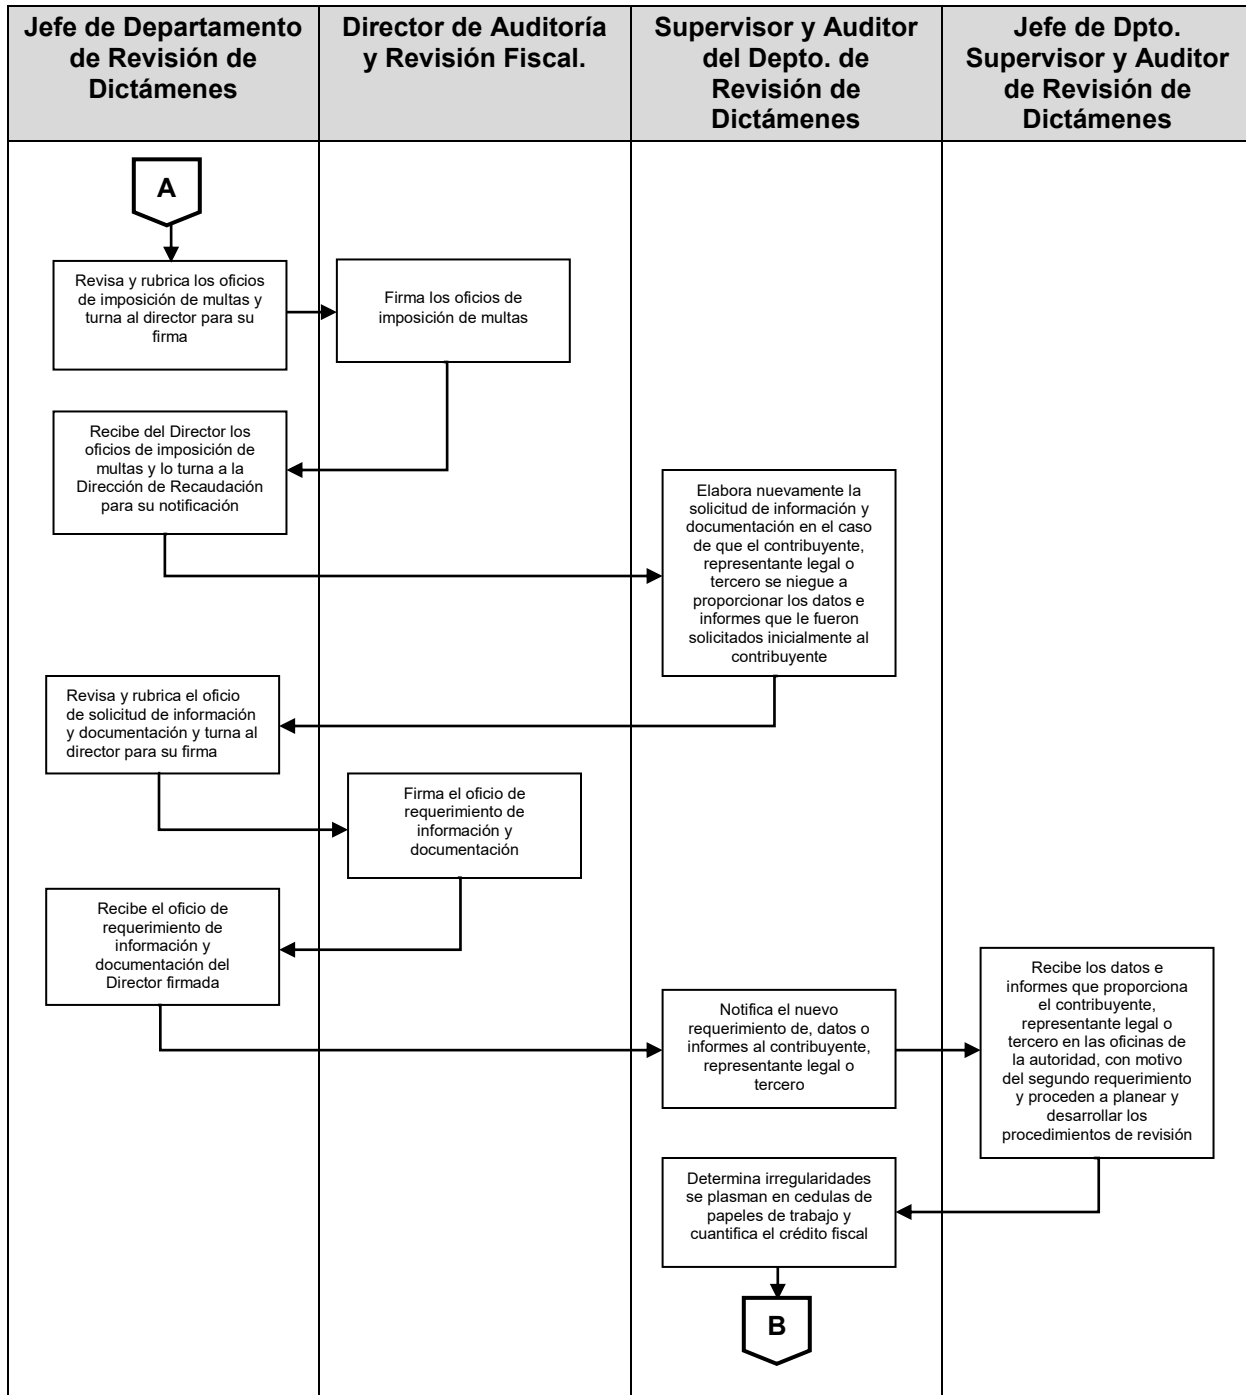 Jefe de Departamento
de Revisión de
Dictámenes
Director de Auditoría
y Revisión Fiscal.
Supervisor y Auditor
del Depto. de
Revisión de
Dictámenes
Jefe de Dpto.
Supervisor y Auditor
de Revisión de
Dictámenes
A
Revisa y rubrica los oficios
de imposición de multas y
turna al director para su
firma
Firma los oficios de
imposición de multas
Recibe del Director los
oficios de imposición de
multas y lo turna a la
Dirección de Recaudación
para su notificación
Elabora nuevamente la
solicitud de información y
documentación en el caso
de que el contribuyente,
representante legal o
tercero se niegue a
proporcionar los datos e
informes que le fueron
solicitados inicialmente al
contribuyente
Revisa y rubrica el oficio
de solicitud de información
y documentación y turna al
director para su firma
Firma el oficio de
requerimiento de
información y
documentación
Recibe el oficio de
requerimiento de
información y
documentación del
Director firmada
Notifica el nuevo
requerimiento de, datos o
informes al contribuyente,
representante legal o
tercero
Recibe los datos e
informes que proporciona
el contribuyente,
representante legal o
tercero en las oficinas de
la autoridad, con motivo
del segundo requerimiento
y proceden a planear y
desarrollar los
procedimientos de revisión
Determina irregularidades
se plasman en cedulas de
papeles de trabajo y
cuantifica el crédito fiscal
B